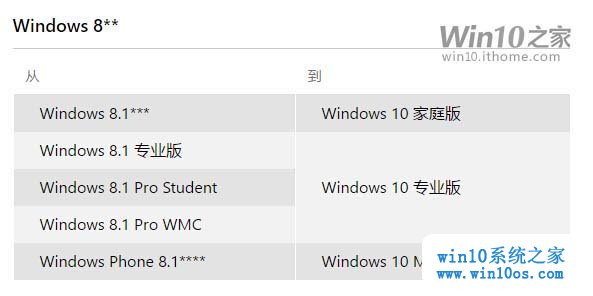 Windows 8**
Win10之家
win10.ithome.com
从 到
Windows 8.1*** Windows 10 家庭版
Windows 8.1 专业版
Windows 8.1 Pro Student Windows 10 专业版
Windows 8.1 Pro WMC
Windows Phone 8.1**** Windows 10 M
win10系统之家
www.win10os.com